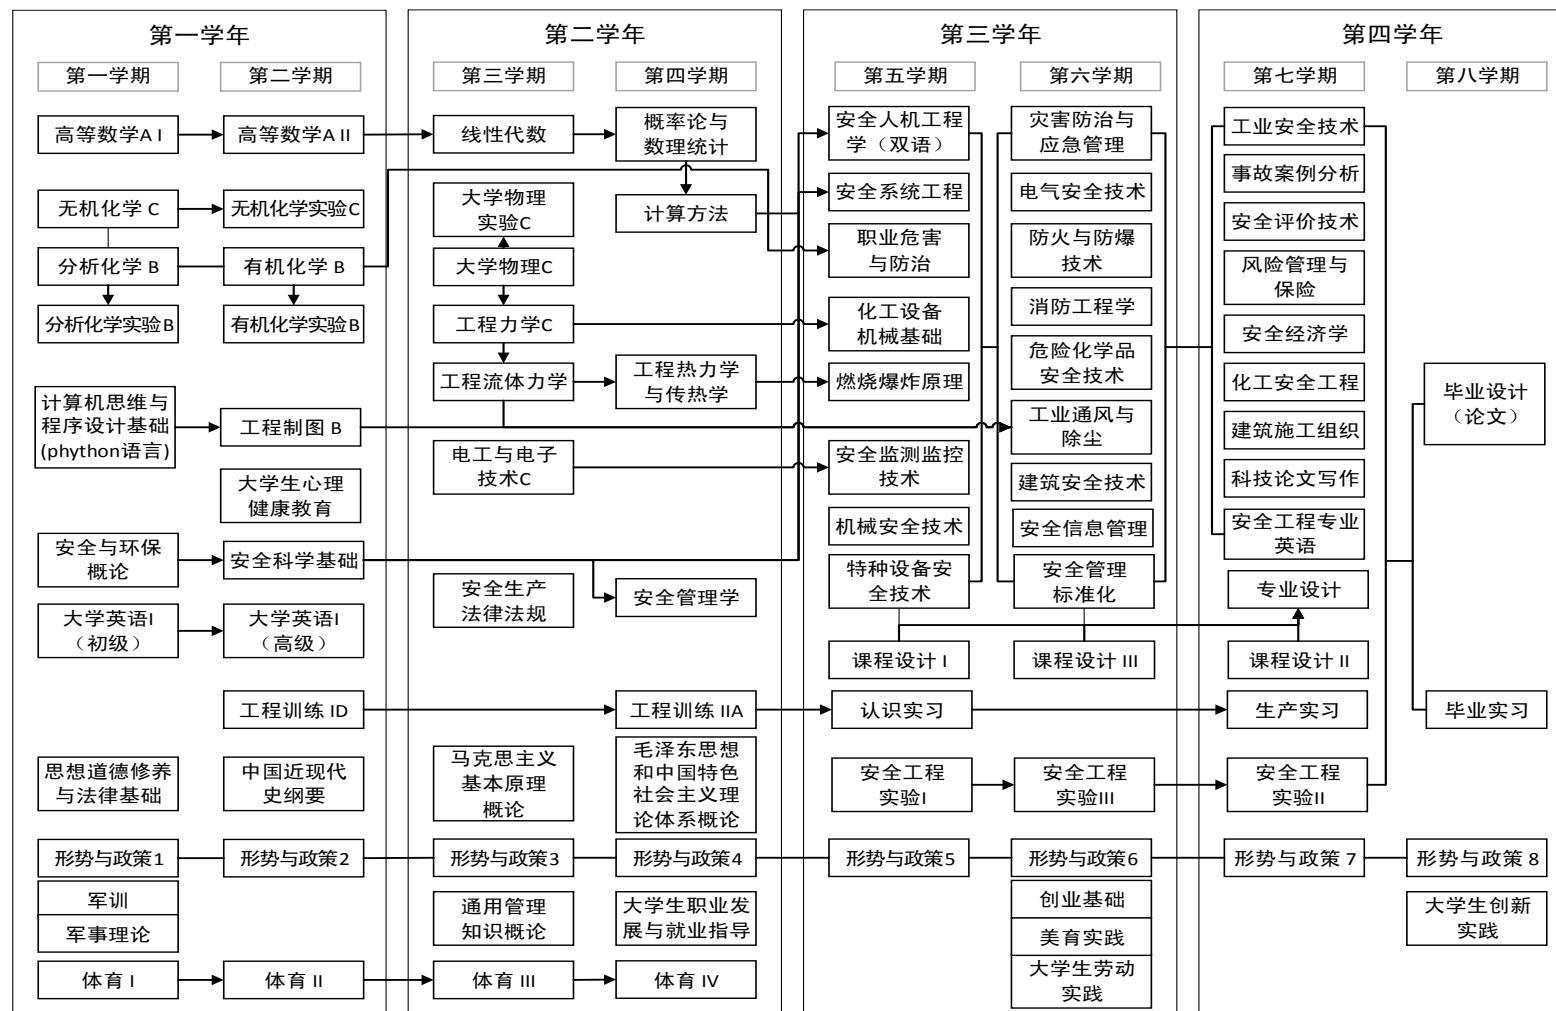 第一学年
第二学年
第三学年
第四学年
第一学期
第二学期
第三学期
第四学期
第五学期
第六学期
第七学期
第八学期
高等数学A I
无机化学 C
分析化学 B
分析化学实验B
计算机思维与
程序设计基础
(phython语言)
安全与环保
概论
大学英语I
（初级）
思想道德修养
与法律基础
形势与政策1
军训
军事理论
体育 I
高等数学A II
无机化学实验C
有机化学 B
有机化学实验B
工程制图 B
大学生心理
健康教育
安全科学基础
大学英语I
（高级）
工程训练 ID
中国近现代
史纲要
形势与政策2
体育 II
线性代数
大学物理
实验C
大学物理C
工程力学C
工程流体力学
电工与电子
技术C
安全生产
法律法规
马克思主义
基本原理
概论
形势与政策3
通用管理
知识概论
体育 III
概率论与
数理统计
计算方法
工程热力学
与传热学
安全管理学
工程训练 IIA
毛泽东思想
和中国特色
社会主义理
论体系概论
形势与政策4
大学生职业发
展与就业指导
体育 IV
安全人机工程
学（双语）
安全系统工程
职业危害
与防治
化工设备
机械基础
燃烧爆炸原理
安全监测监控
技术
机械安全技术
特种设备安
全技术
课程设计 I
认识实习
安全工程
实验I
形势与政策5
灾害防治与
应急管理
电气安全技术
防火与防爆
技术
消防工程学
危险化学品
安全技术
工业通风与
除尘
建筑安全技术
安全信息管理
安全管理
标准化
课程设计 III
安全工程
实验III
形势与政策6
创业基础
美育实践
大学生劳动
实践
工业安全技术
事故案例分析
安全评价技术
风险管理与
保险
安全经济学
化工安全工程
建筑施工组织
科技论文写作
安全工程专业
英语
专业设计
课程设计 II
生产实习
安全工程
实验II
形势与政策 7
毕业设计
（论文）
毕业实习
形势与政策 8
大学生创新
实践